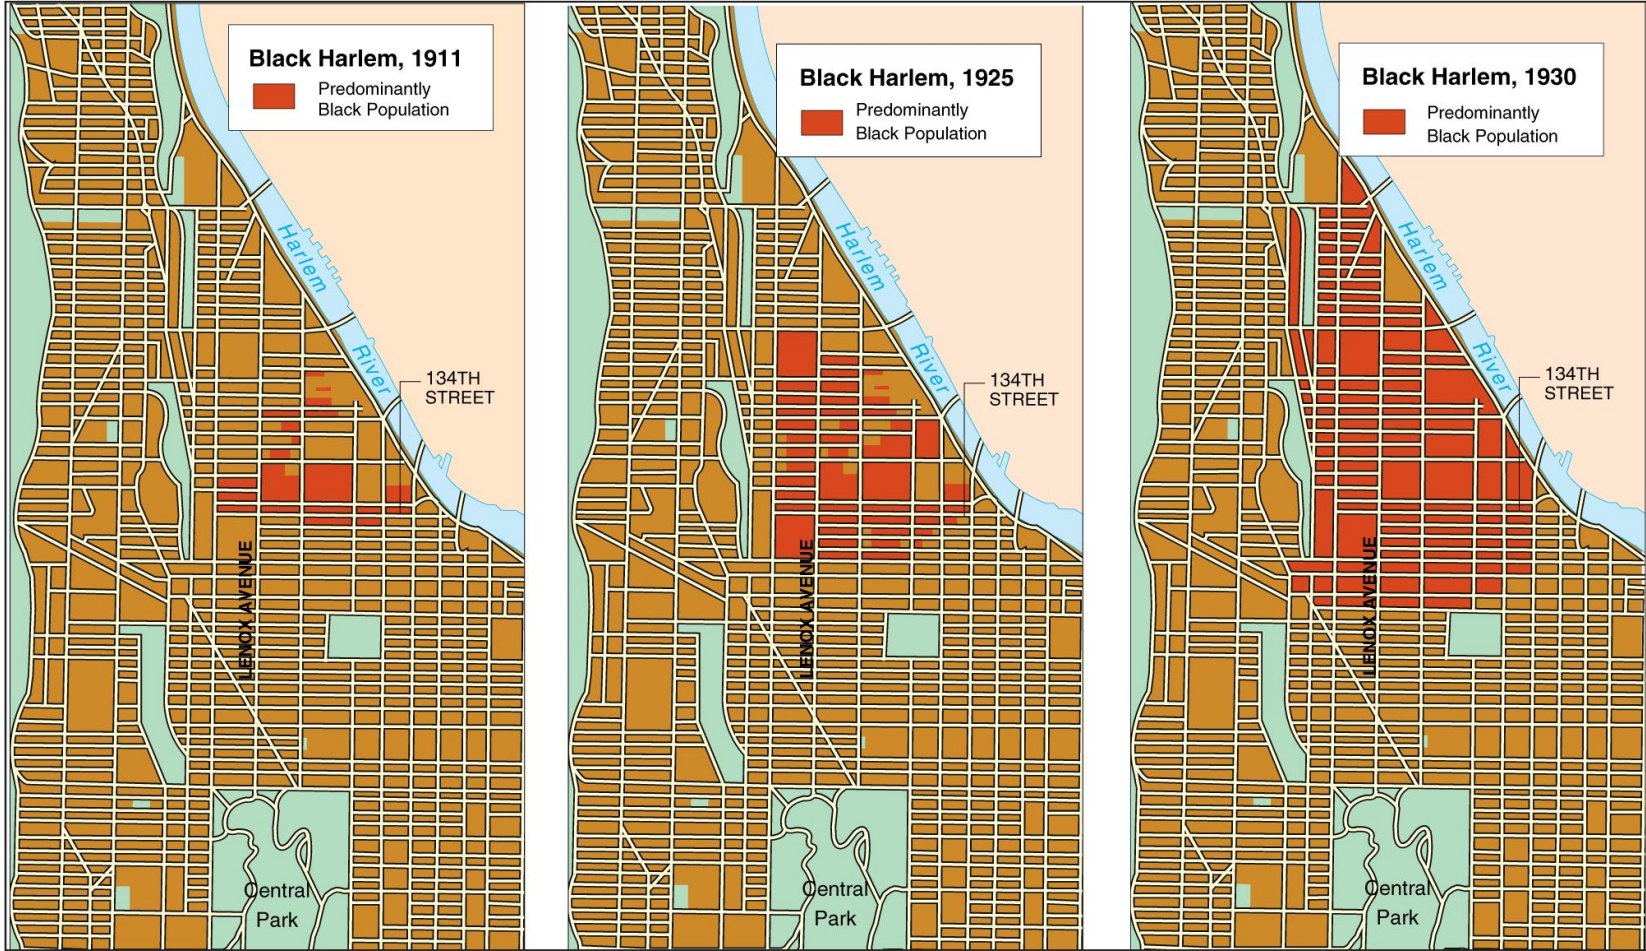 Black Harlem, 1911
Predominantly
Black Population
Harlem
River
134TH
STREET
LENOX AVENUE
Central
Park
Black Harlem, 1925
Predominantly
Black Population
Harlem
River
134TH
STREET
LENOX AVENUE
Central
Park
Black Harlem, 1930
Predominantly
Black Population
Harlem
River
134TH
STREET
LENOX AVENUE
Central
Park